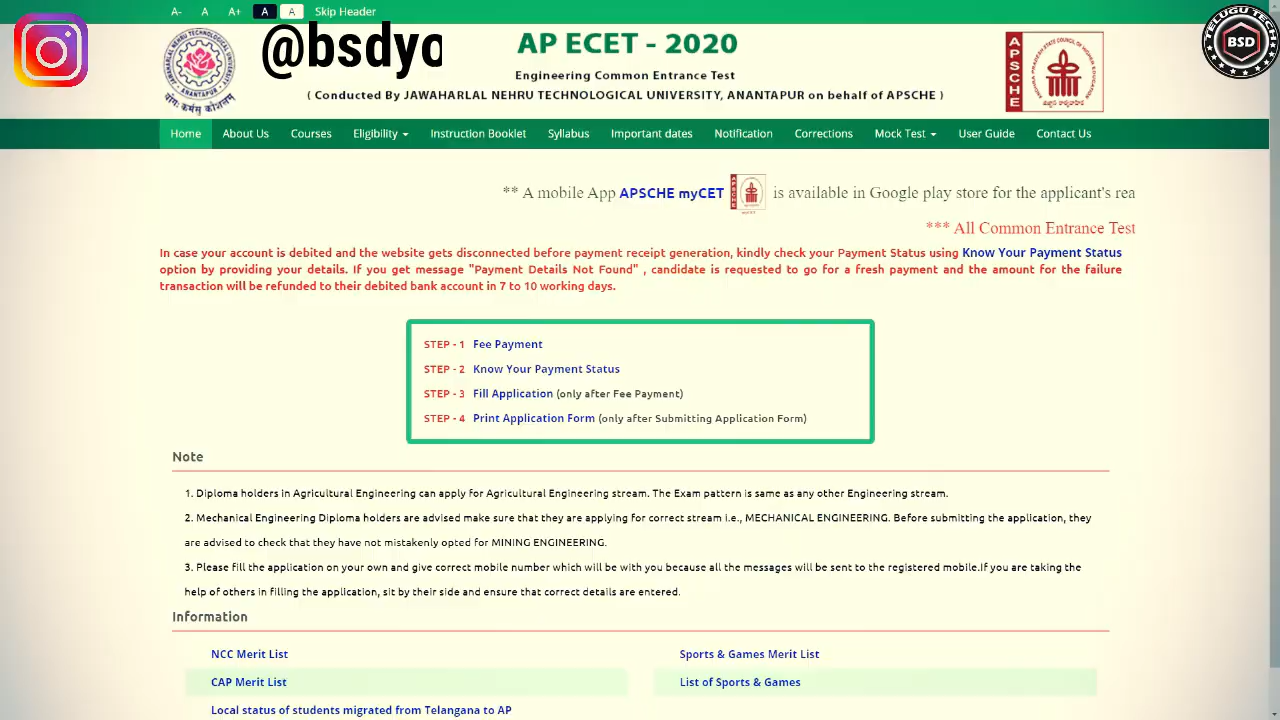 A- A A+ A A Skip Header
@bsdyo
AP ECET - 2020
Engineering Common Entrance Test
( Conducted By JAWAHARLAL NEHRU TECHNOLOGICAL UNIVERSITY, ANANTAPUR on behalf of APSCHE )
APSCHE
TELUGU TECH
BSD
Home About Us Courses Eligibility Instruction Booklet Syllabus Important dates Notification Corrections Mock Test User Guide Contact Us
** A mobile App APSCHE myCET is available in Google play store for the applicant's rea
*** All Common Entrance Test
In case your account is debited and the website gets disconnected before payment receipt generation, kindly check your Payment Status using Know Your Payment Status
option by providing your details. If you get message "Payment Details Not Found" , candidate is requested to go for a fresh payment and the amount for the failure
transaction will be refunded to their debited bank account in 7 to 10 working days.
STEP - 1 Fee Payment
STEP - 2 Know Your Payment Status
STEP - 3 Fill Application (only after Fee Payment)
STEP - 4 Print Application Form (only after Submitting Application Form)
Note
1. Diploma holders in Agricultural Engineering can apply for Agricultural Engineering stream. The Exam pattern is same as any other Engineering stream.
2. Mechanical Engineering Diploma holders are advised make sure that they are applying for correct stream i.e., MECHANICAL ENGINEERING. Before submitting the application, they
are advised to check that they have not mistakenly opted for MINING ENGINEERING.
3. Please fill the application on your own and give correct mobile number which will be with you because all the messages will be sent to the registered mobile.If you are taking the
help of others in filling the application, sit by their side and ensure that correct details are entered.
Information
NCC Merit List Sports & Games Merit List
CAP Merit List List of Sports & Games
Local status of students migrated from Telangana to AP